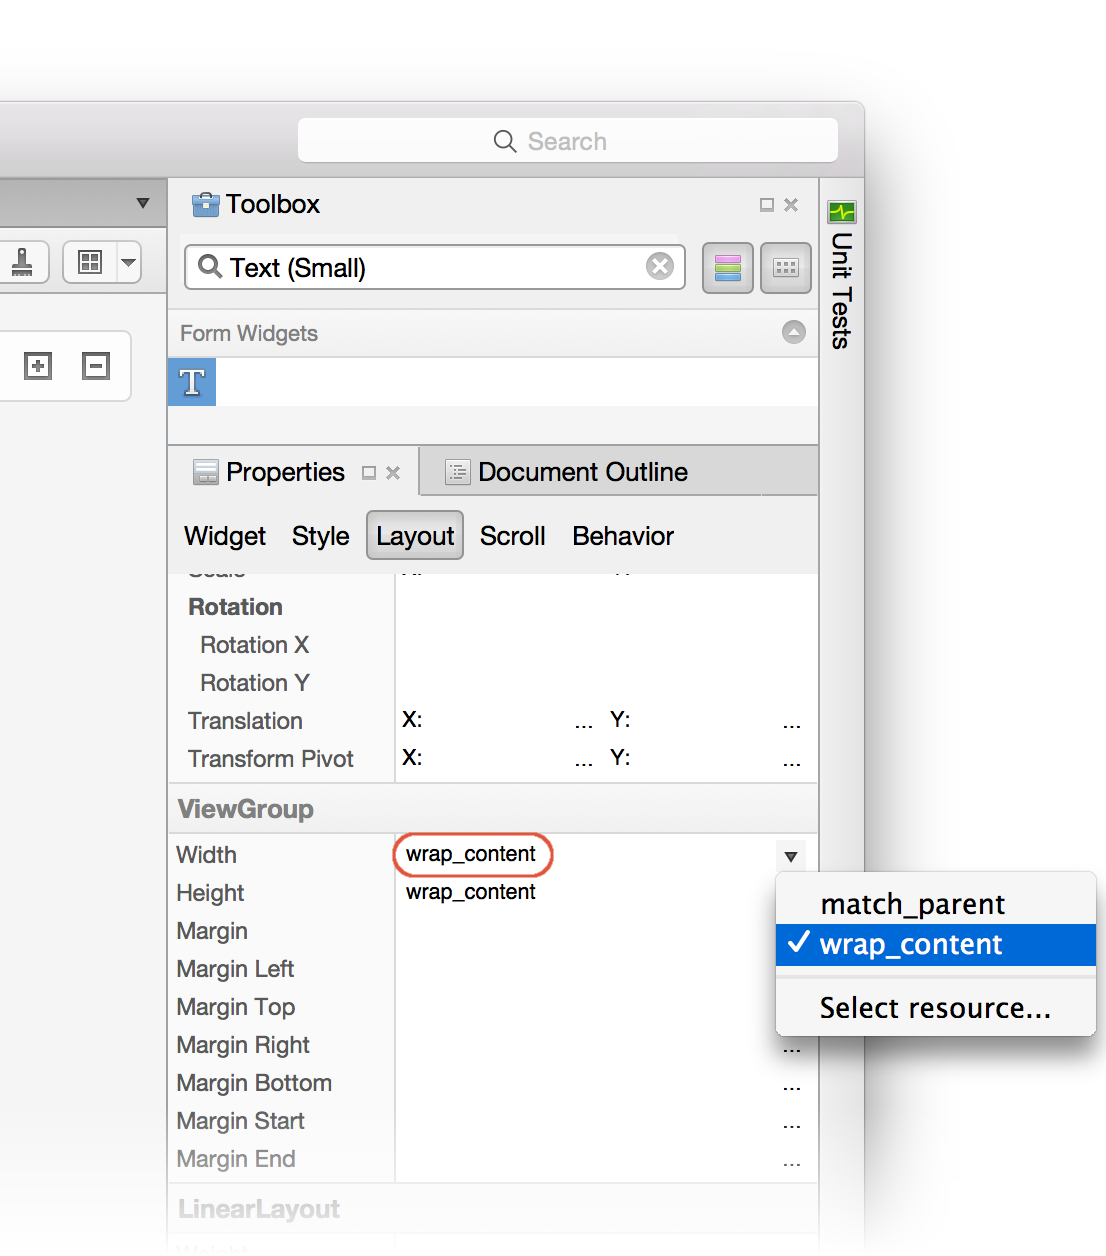 Search
Toolbox
Text (Small)
Unit Tests
Form Widgets
T
Properties
Document Outline
Widget Style Layout Scroll Behavior
Rotation
Rotation X
Rotation Y
Translation X: ... Y: ...
Transform Pivot X: ... Y: ...
ViewGroup
Width wrap_content
Height wrap_content
match_parent
wrap_content
Select resource...
Margin
Margin Left
Margin Top
Margin Right ...
Margin Bottom ...
Margin Start ...
Margin End ...
LinearLayout